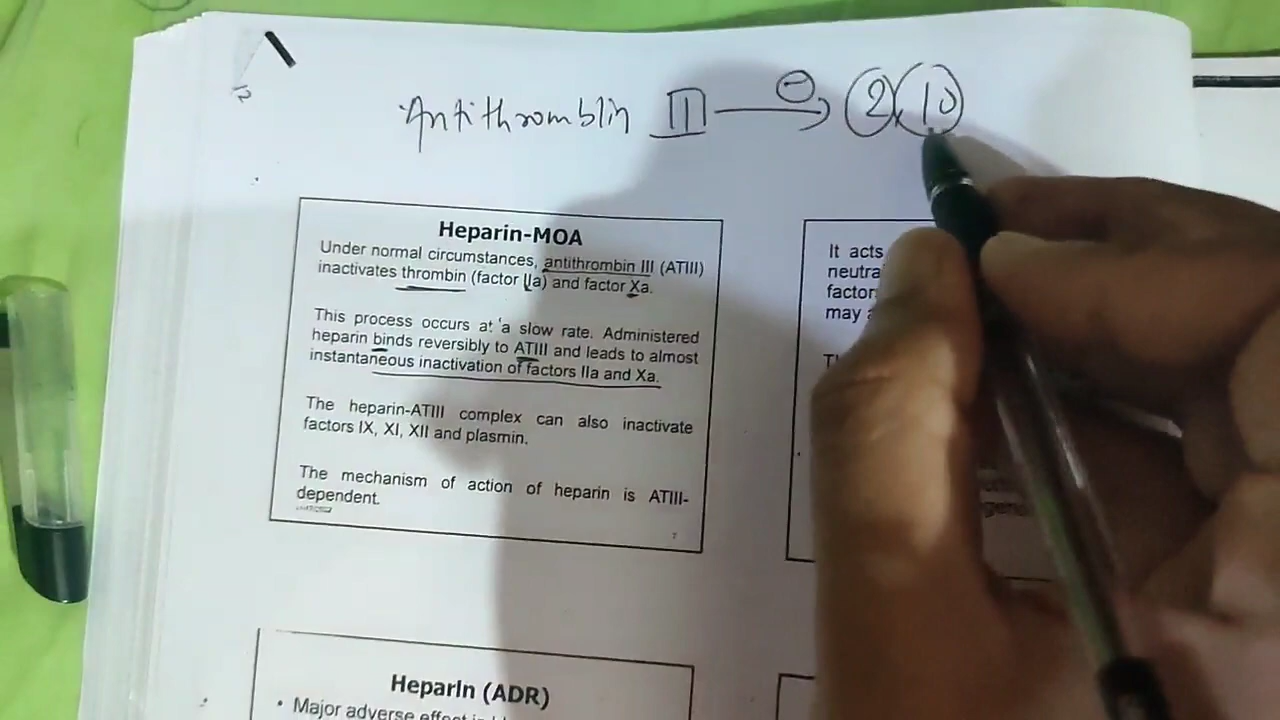 Antithromblin III ⊖ 2, 10
Heparin-MOA
Under normal circumstances, antithrombin III (ATIII)
inactivates thrombin (factor IIa) and factor Xa.
This process occurs at a slow rate. Administered
heparin binds reversibly to ATIII and leads to almost
instantaneous inactivation of factors IIa and Xa.
The heparin-ATIII complex can also inactivate
factors IX, XI, XII and plasmin.
The mechanism of action of heparin is ATIII-
dependent.
7
It acts
neutra
factor
may
Heparin (ADR)
• Major adverse effect